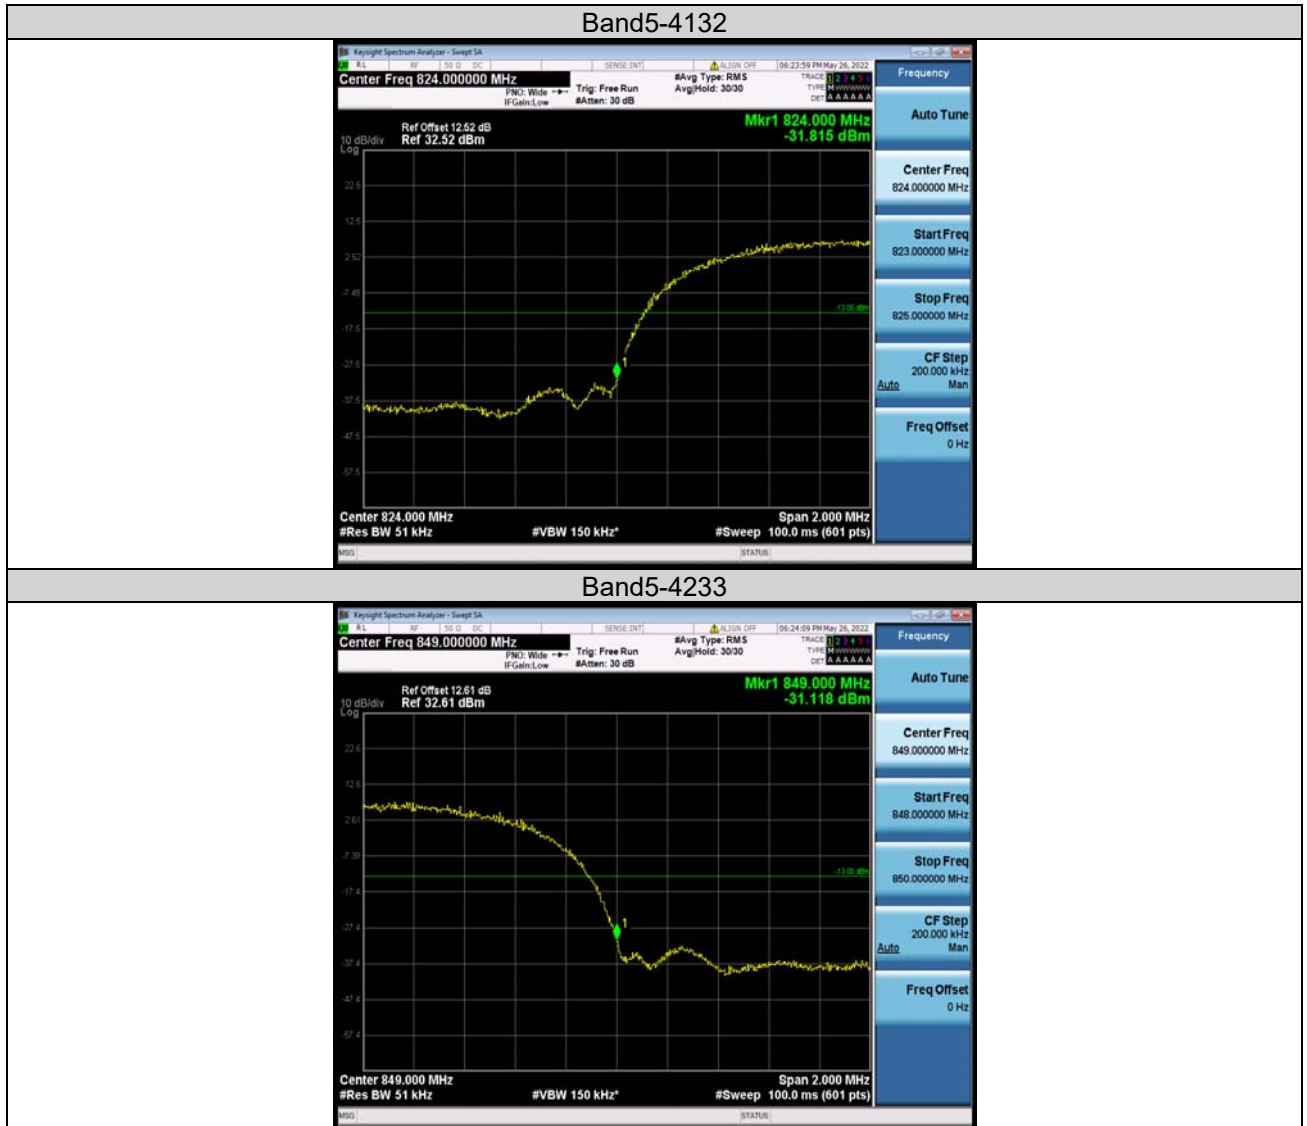 Band5-4132
Keysight Spectrum Analyzer - Swept SA
RL RF 50 Ω DC SENSE:INT ALIGN OFF 06:23:59 PM May 26, 2022
Center Freq 824.000000 MHz #Avg Type: RMS TRACE 1 2 3 4 5 6 Frequency
PNO: Wide Trig: Free Run Avg|Hold: 30/30 TYPE M WWWWW
IFGain:Low #Atten: 30 dB DET A A A A A A
Auto Tune
Mkr1 824.000 MHz
Ref Offset 12.52 dB -31.815 dBm
10 dB/div Ref 32.52 dBm
Log
Center Freq
824.000000 MHz
22.5
12.5
Start Freq
823.000000 MHz
2.52
-7.48
Stop Freq
825.000000 MHz
-13.00 dBm
-17.5
-27.5
1
CF Step
200.000 kHz
Auto Man
-37.5
Freq Offset
0 Hz
-47.5
-57.5
Center 824.000 MHz Span 2.000 MHz
#Res BW 51 kHz #VBW 150 kHz* #Sweep 100.0 ms (601 pts)
MSG STATUS
Band5-4233
Keysight Spectrum Analyzer - Swept SA
RL RF 50 Ω DC SENSE:INT ALIGN OFF 06:24:09 PM May 26, 2022
Center Freq 849.000000 MHz #Avg Type: RMS TRACE 1 2 3 4 5 6 Frequency
PNO: Wide Trig: Free Run Avg|Hold: 30/30 TYPE M WWWWW
IFGain:Low #Atten: 30 dB DET A A A A A A
Auto Tune
Mkr1 849.000 MHz
Ref Offset 12.61 dB -31.118 dBm
10 dB/div Ref 32.61 dBm
Log
Center Freq
849.000000 MHz
22.6
12.6
Start Freq
848.000000 MHz
2.61
-7.39
Stop Freq
850.000000 MHz
-13.00 dBm
-17.4
-27.4
1
CF Step
200.000 kHz
Auto Man
-37.4
Freq Offset
0 Hz
-47.4
-57.4
Center 849.000 MHz Span 2.000 MHz
#Res BW 51 kHz #VBW 150 kHz* #Sweep 100.0 ms (601 pts)
MSG STATUS